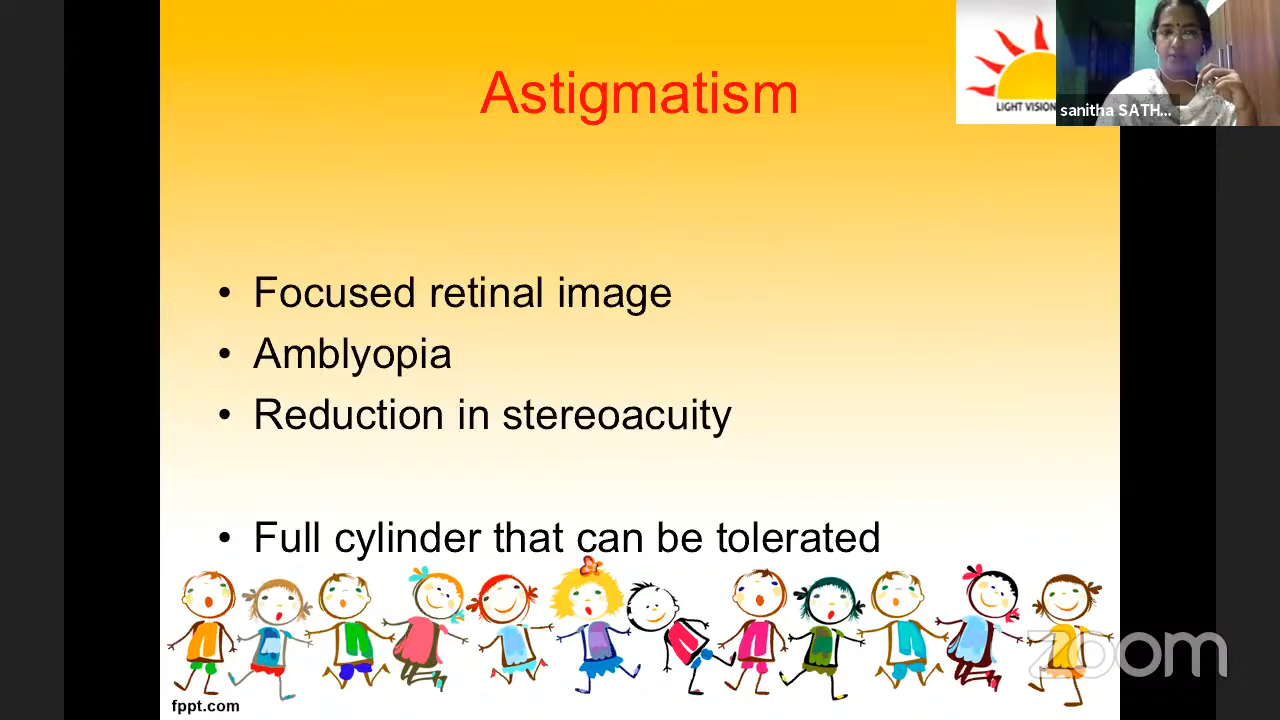 Astigmatism
LIGHT VISION
sanitha SATH...
• Focused retinal image
• Amblyopia
• Reduction in stereoacuity
• Full cylinder that can be tolerated
zoom
fppt.com